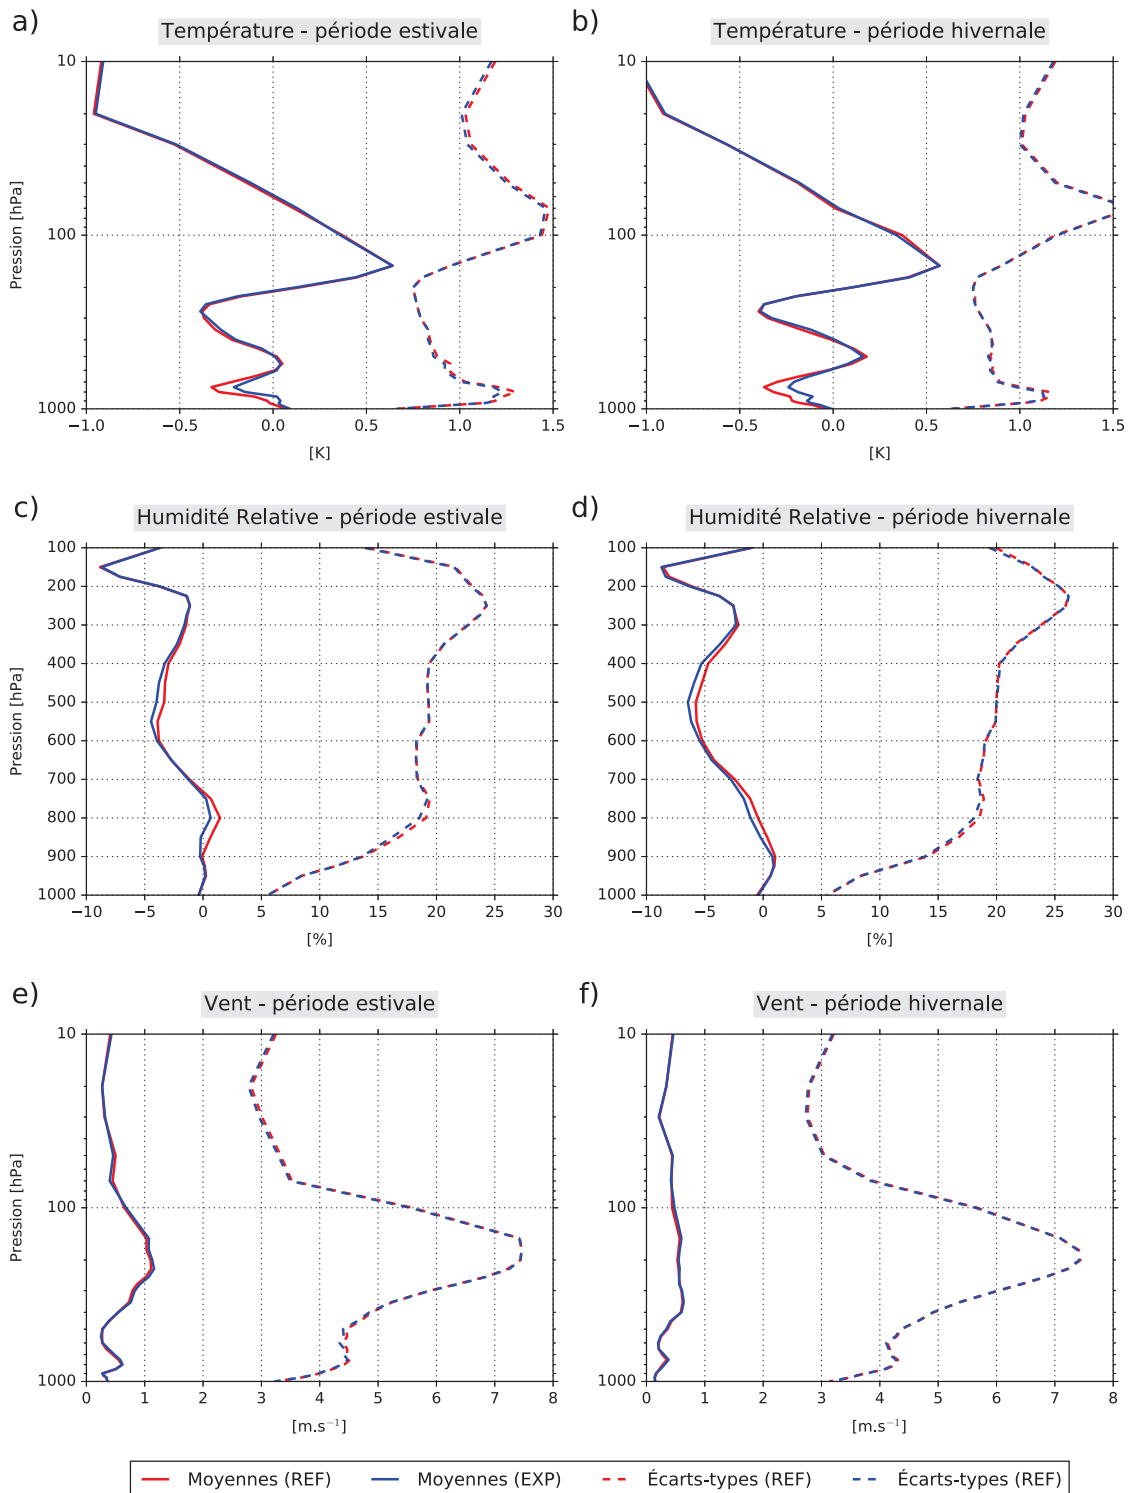 a)
Température - période estivale
b)
Température - période hivernale
10
100
1000
Pression [hPa]
−1.0 −0.5 0.0 0.5 1.0 1.5
[K]
10
100
1000
−1.0 −0.5 0.0 0.5 1.0 1.5
[K]
c)
Humidité Relative - période estivale
d)
Humidité Relative - période hivernale
100
200
300
400
500
600
700
800
900
1000
Pression [hPa]
−10 −5 0 5 10 15 20 25 30
[%]
100
200
300
400
500
600
700
800
900
1000
−10 −5 0 5 10 15 20 25 30
[%]
e)
Vent - période estivale
f)
Vent - période hivernale
10
100
1000
Pression [hPa]
0 1 2 3 4 5 6 7 8
[m.s⁻¹]
10
100
1000
0 1 2 3 4 5 6 7 8
[m.s⁻¹]
Moyennes (REF) Moyennes (EXP) Écarts-types (REF) Écarts-types (REF)